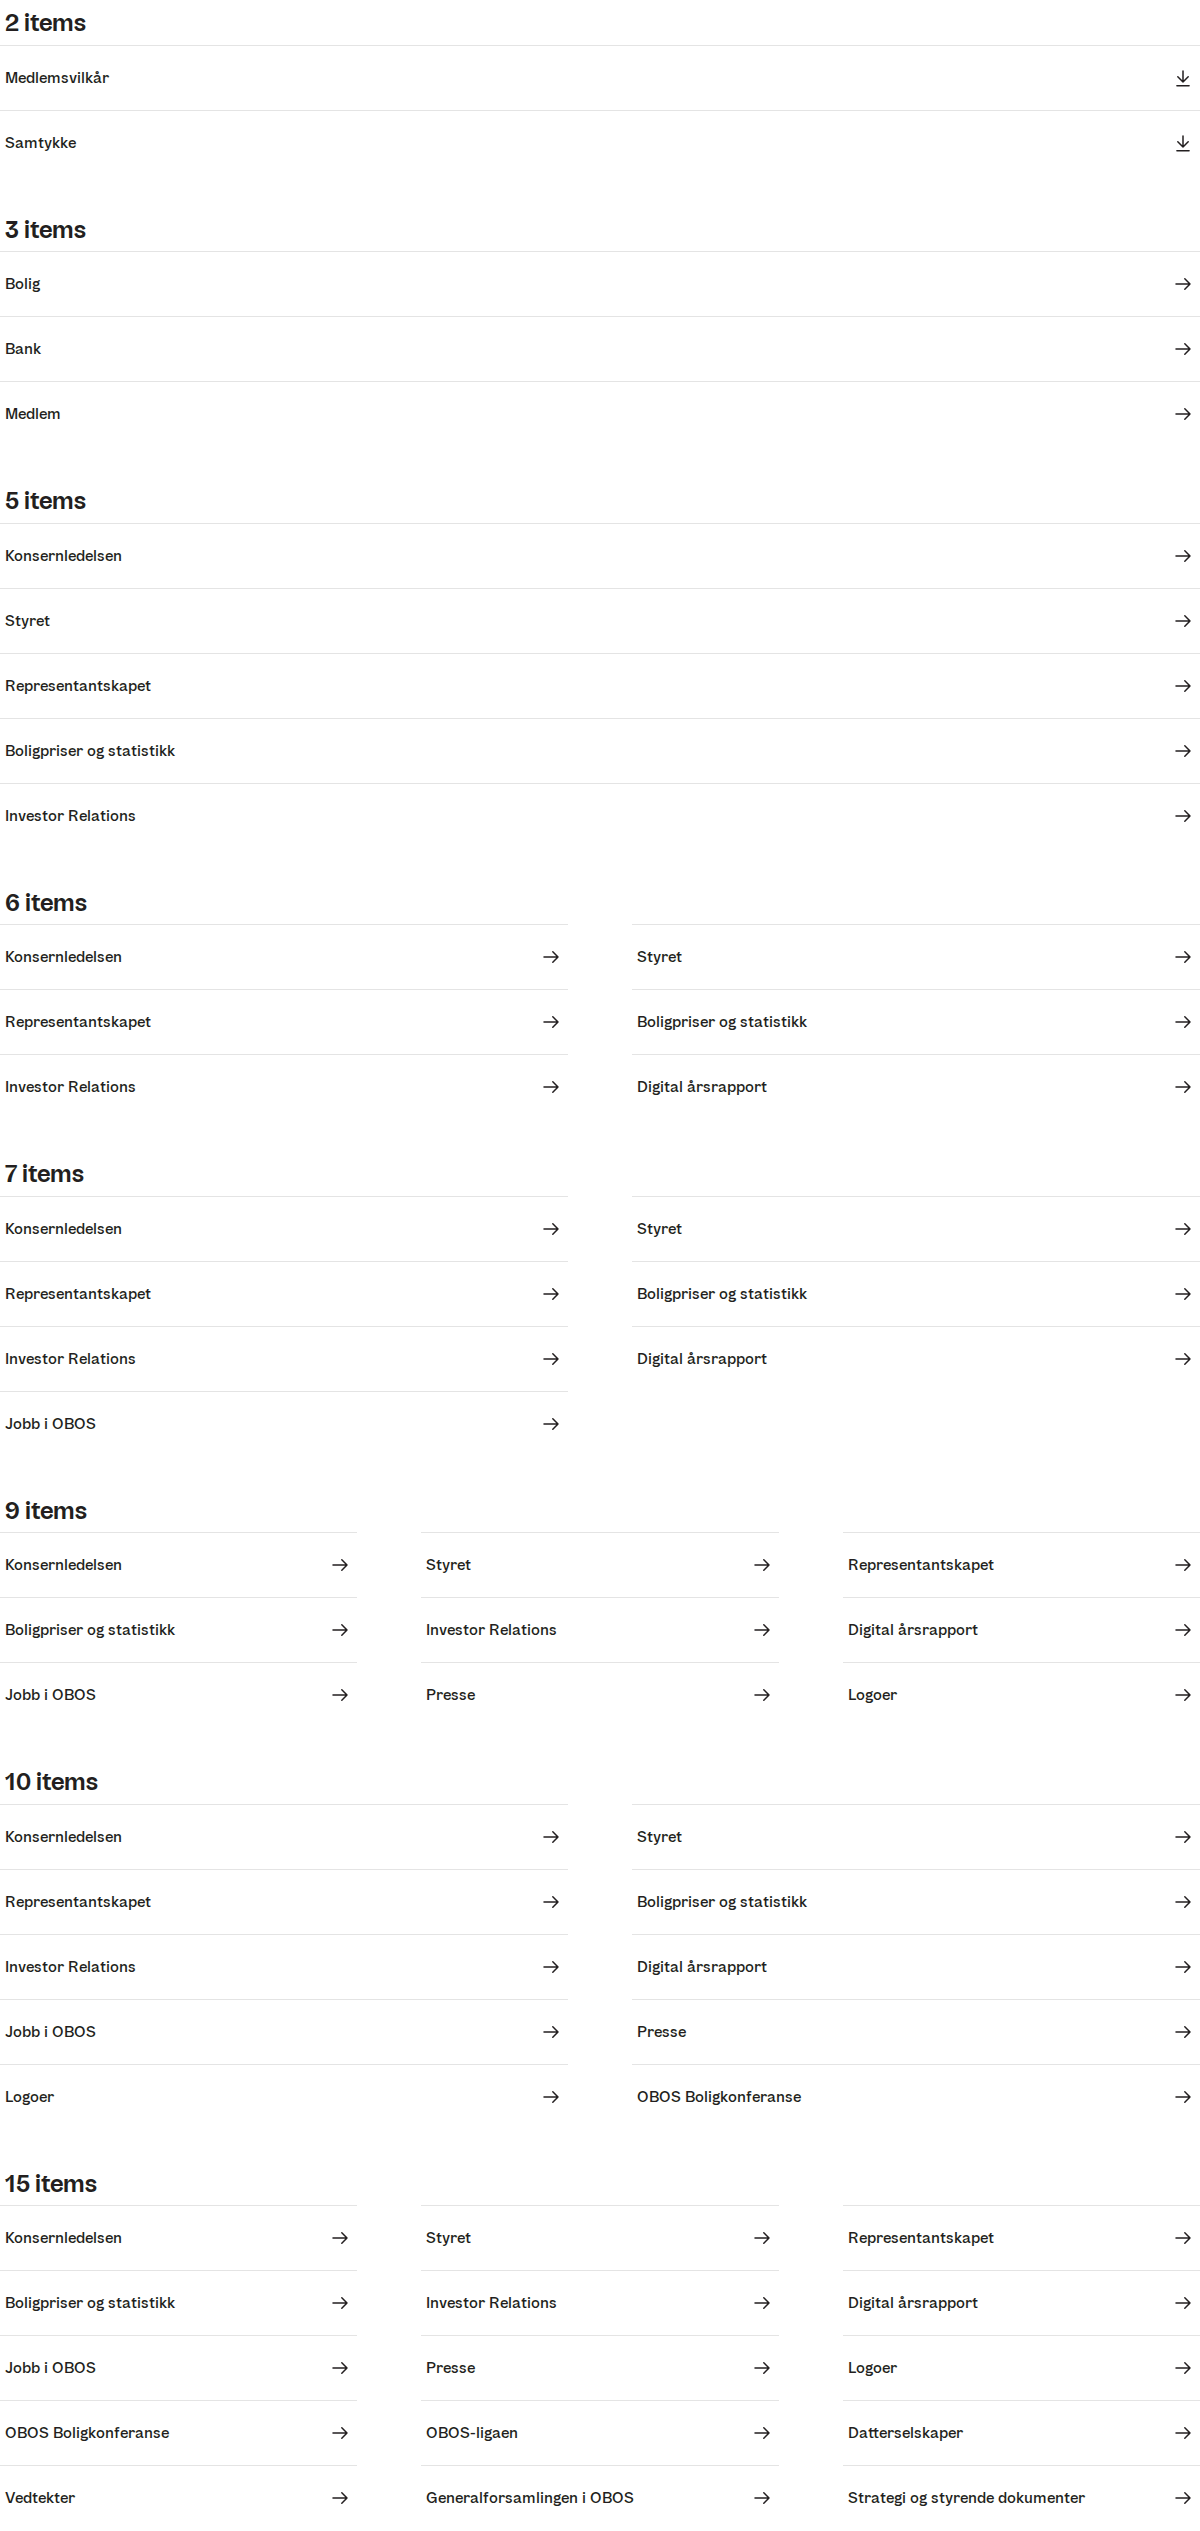 2 items
Medlemsvilkår
Samtykke
3 items
Bolig
Bank
Medlem
5 items
Konsernledelsen
Styret
Representantskapet
Boligpriser og statistikk
Investor Relations
6 items
Konsernledelsen
Styret
Representantskapet
Boligpriser og statistikk
Investor Relations
Digital årsrapport
7 items
Konsernledelsen
Styret
Representantskapet
Boligpriser og statistikk
Investor Relations
Digital årsrapport
Jobb i OBOS
9 items
Konsernledelsen
Styret
Representantskapet
Boligpriser og statistikk
Investor Relations
Digital årsrapport
Jobb i OBOS
Presse
Logoer
10 items
Konsernledelsen
Styret
Representantskapet
Boligpriser og statistikk
Investor Relations
Digital årsrapport
Jobb i OBOS
Presse
Logoer
OBOS Boligkonferanse
15 items
Konsernledelsen
Styret
Representantskapet
Boligpriser og statistikk
Investor Relations
Digital årsrapport
Jobb i OBOS
Presse
Logoer
OBOS Boligkonferanse
OBOS-ligaen
Datterselskaper
Vedtekter
Generalforsamlingen i OBOS
Strategi og styrende dokumenter